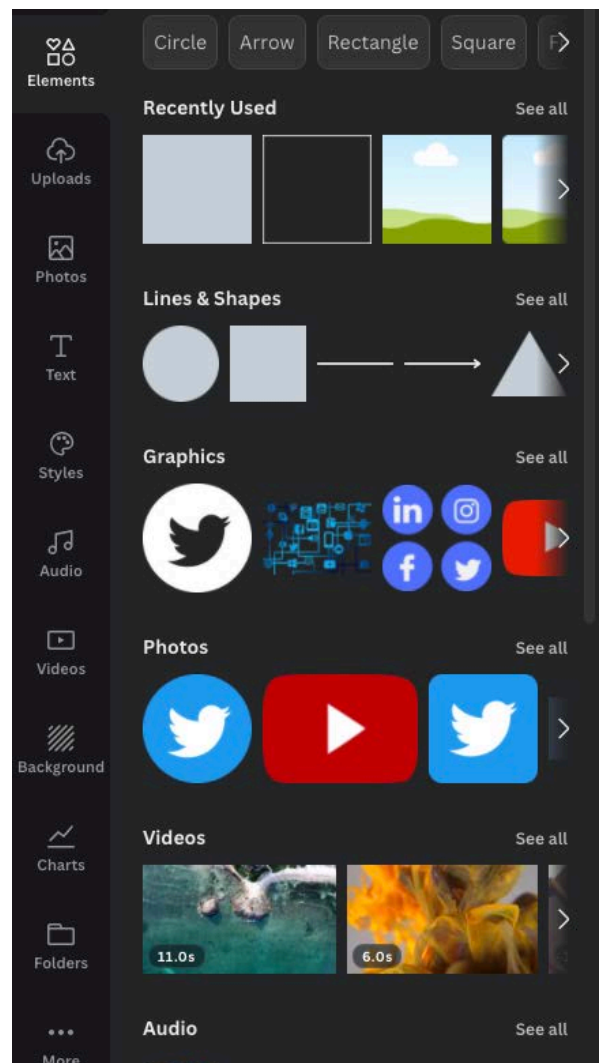 Elements
Uploads
Photos
Text
Styles
Audio
Videos
Background
Charts
Folders
More
Circle Arrow Rectangle Square F
Recently Used See all
Lines & Shapes See all
Graphics See all
in
f
Photos See all
Videos See all
11.0s 6.0s
Audio See all